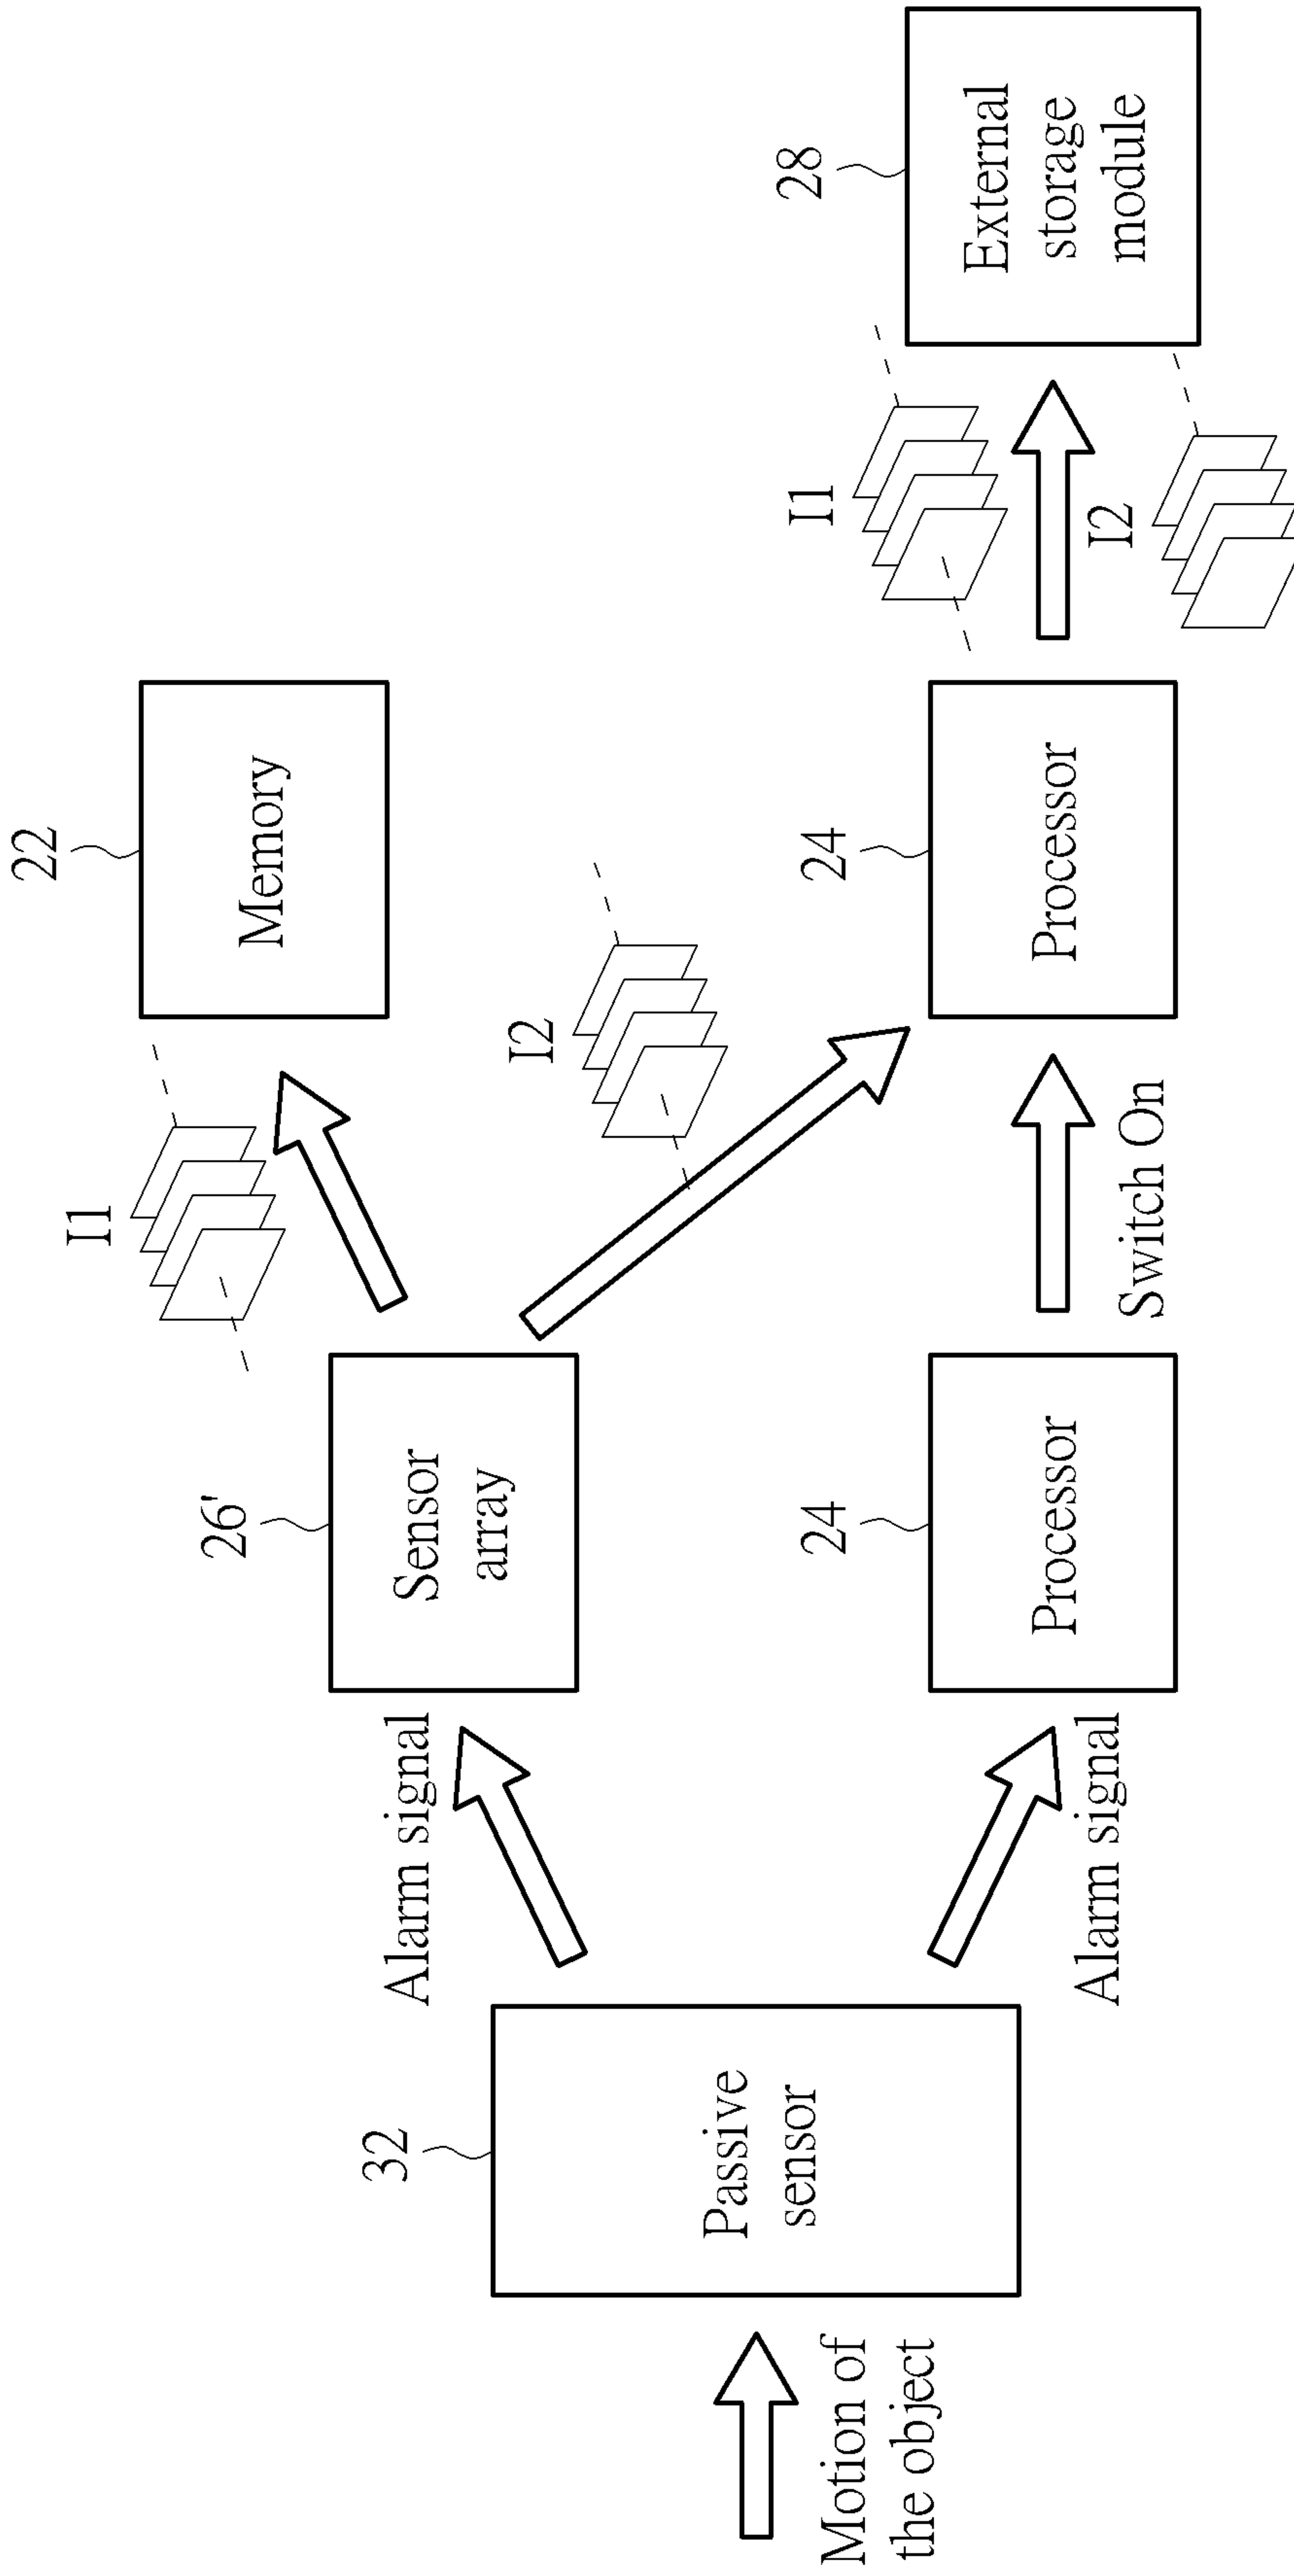 Motion of
the object
32
Passive
sensor
Alarm signal
Alarm signal
26'
Sensor
array
24
Processor
I1
I2
Switch On
22
Memory
24
Processor
I1
I2
28
External
storage
module